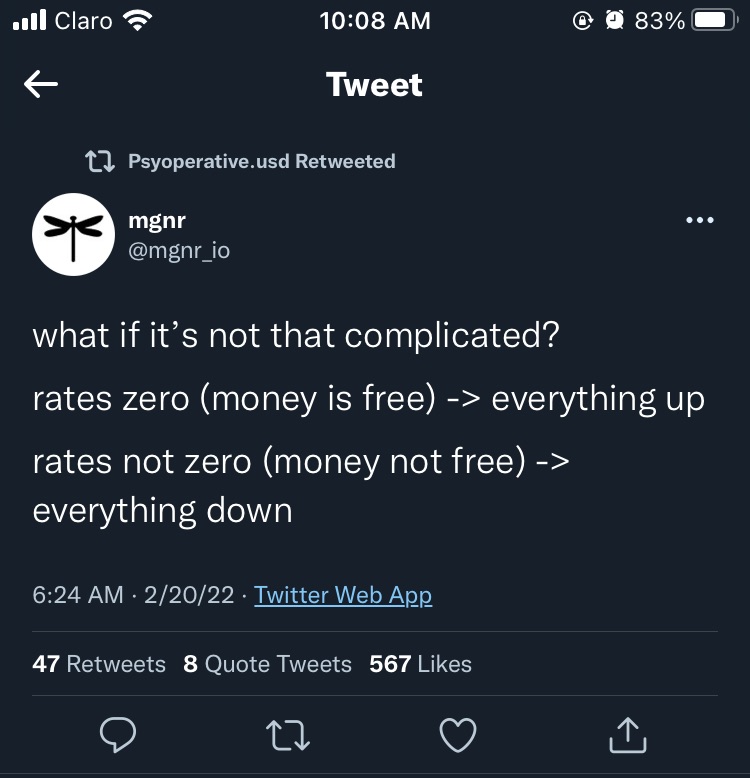 Claro 10:08 AM 83%
Tweet
Psyoperative.usd Retweeted
mgnr
@mgnr_io
what if it’s not that complicated?
rates zero (money is free) -> everything up
rates not zero (money not free) ->
everything down
6:24 AM · 2/20/22 · Twitter Web App
47 Retweets 8 Quote Tweets 567 Likes